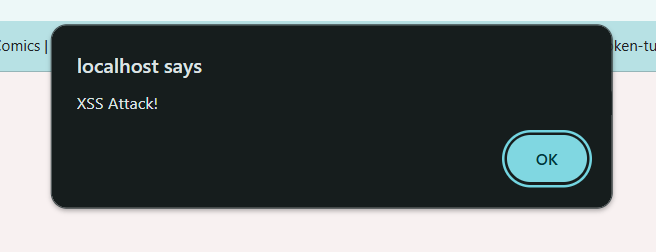 Comics |
ken-tu
localhost says
XSS Attack!
OK